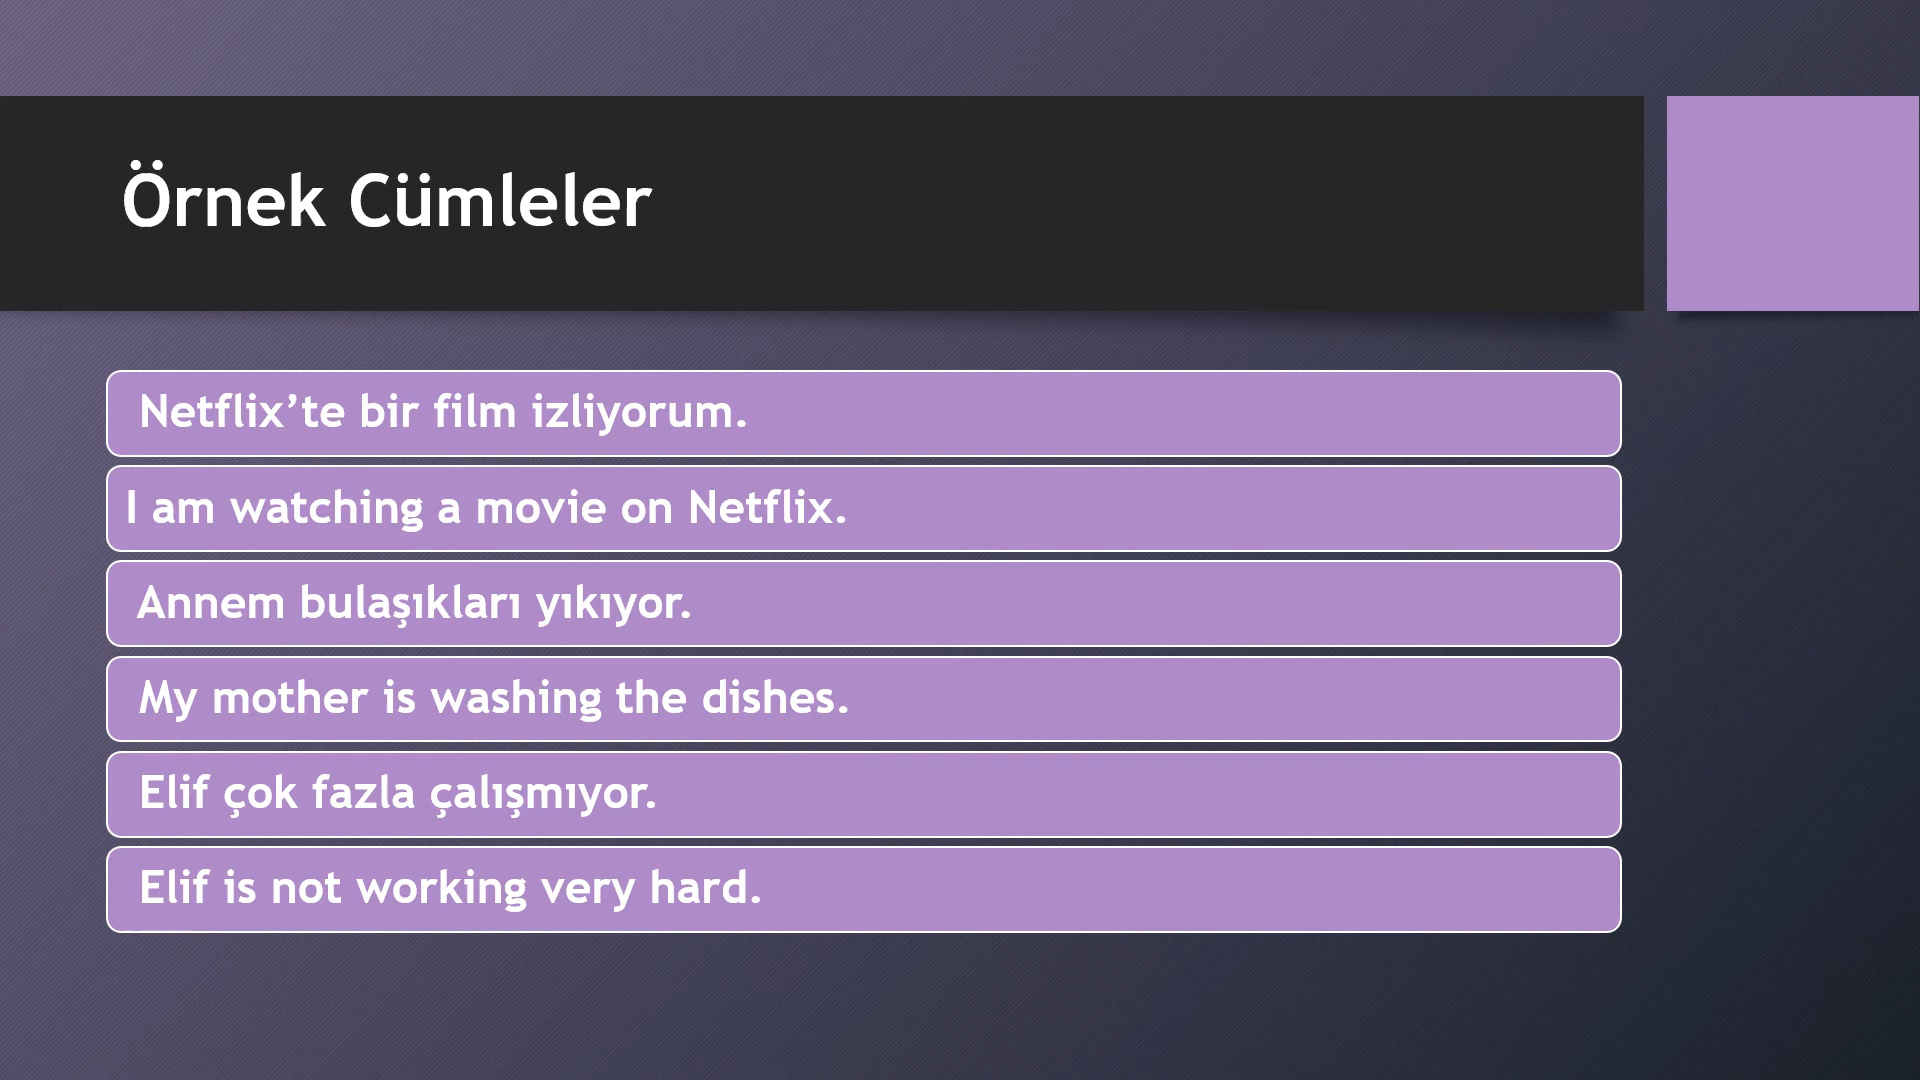 Örnek Cümleler
Netflix’te bir film izliyorum.
I am watching a movie on Netflix.
Annem bulaşıkları yıkıyor.
My mother is washing the dishes.
Elif çok fazla çalışmıyor.
Elif is not working very hard.